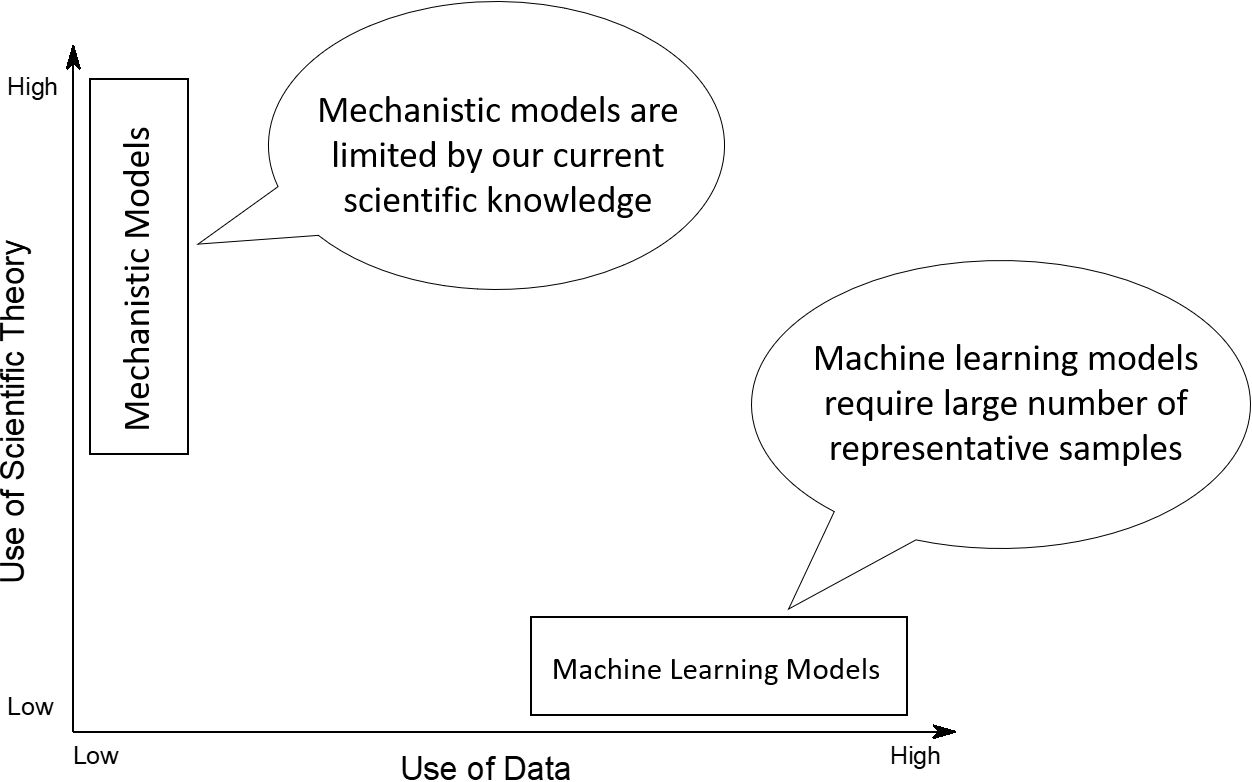 High
Mechanistic Models
Mechanistic models are
limited by our current
scientific knowledge
Use of Scientific Theory
Machine learning models
require large number of
representative samples
Machine Learning Models
Low
Low
Use of Data
High